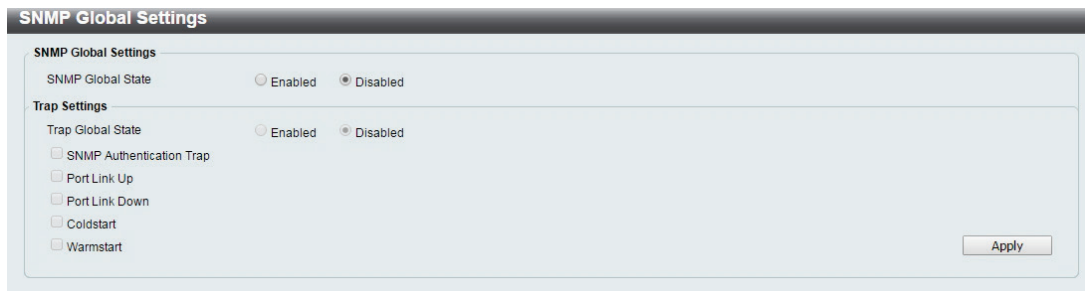 SNMP Global Settings
SNMP Global Settings
SNMP Global State Enabled Disabled
Trap Settings
Trap Global State Enabled Disabled
SNMP Authentication Trap
Port Link Up
Port Link Down
Coldstart
Warmstart Apply